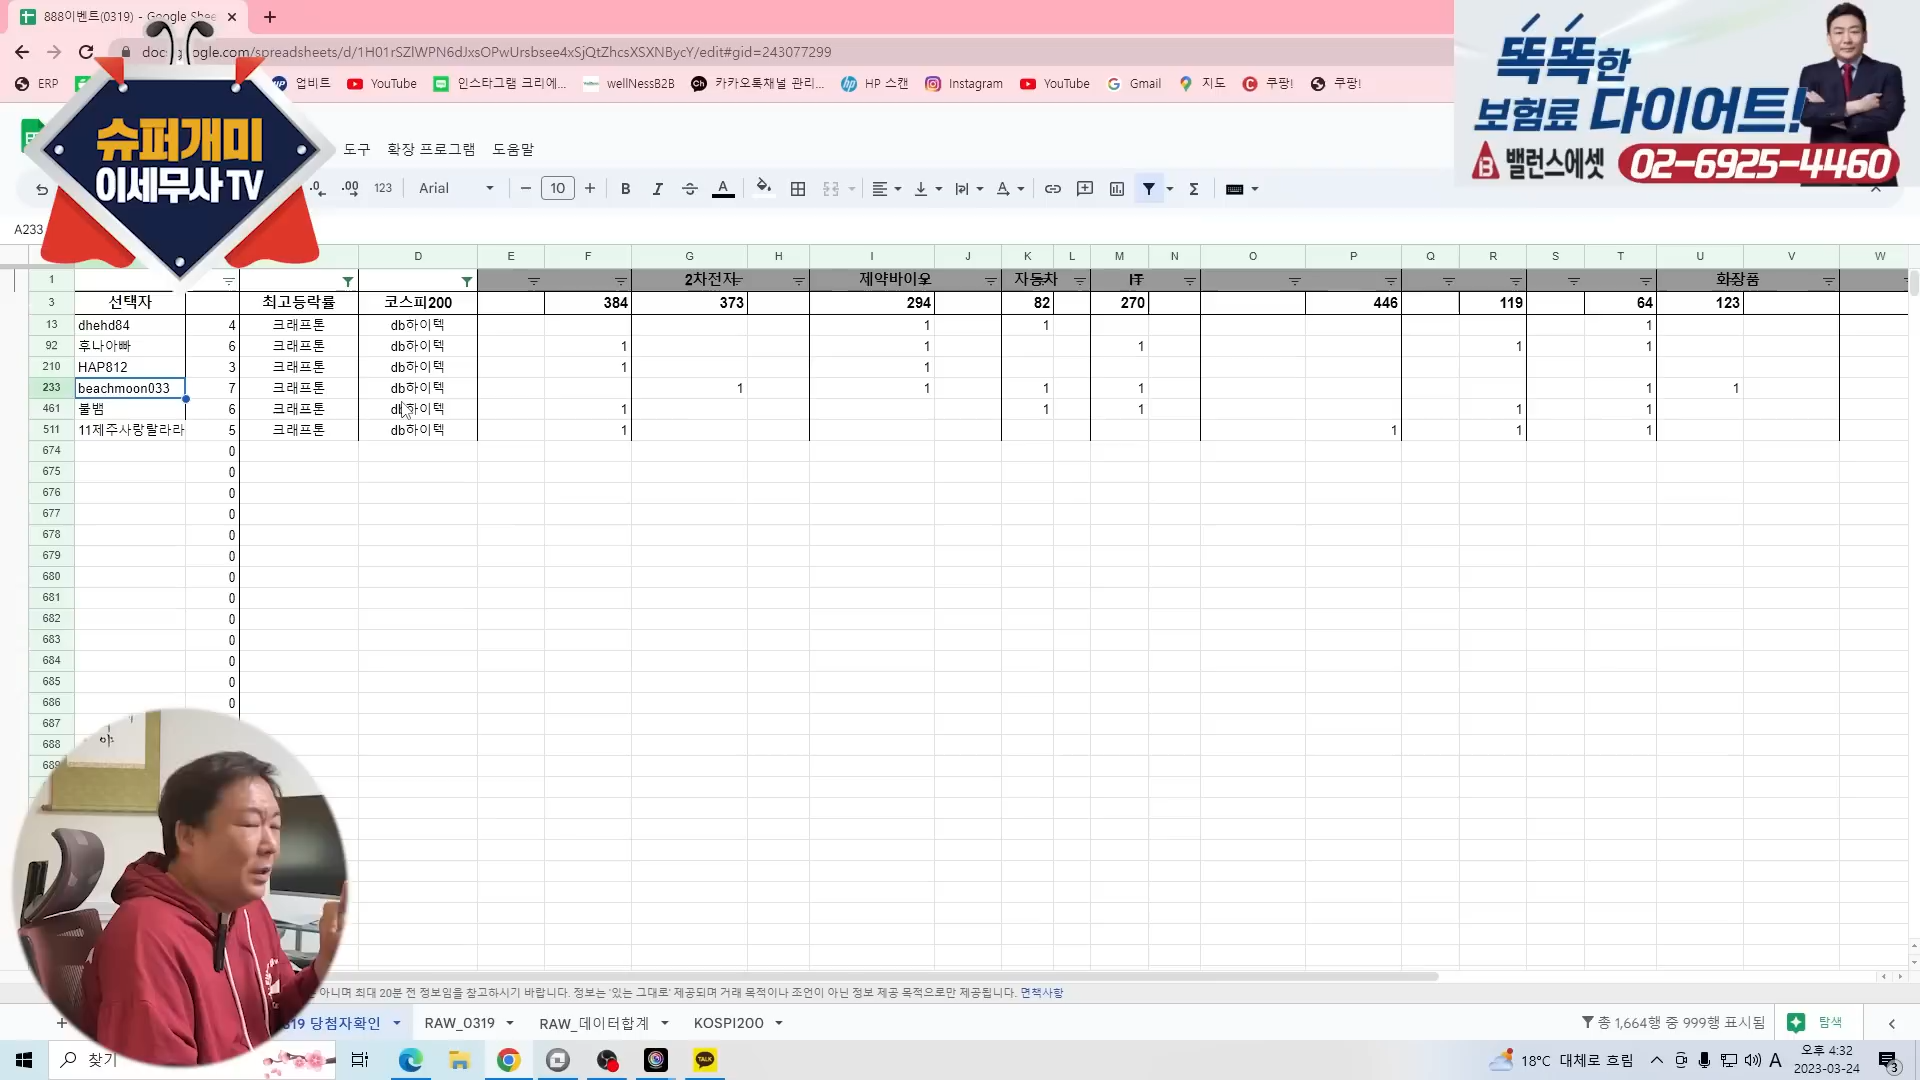 888이벤트(0319) - Google Shee
docs.google.com/spreadsheets/d/1H01rSZlWPN6dJxsOPwUrsbsee4xSjQtZhcsXSXNBycY/edit#gid=243077299
ERP 업비트 YouTube 인스타그램 크리에... wellNessB2B 카카오톡채널 관리... HP 스캔 Instagram YouTube Gmail 지도 쿠팡! 쿠팡!
똑똑한
보험료 다이어트!
밸런스에셋 02-6925-4460
슈퍼개미
이세무사TV
도구 확장 프로그램 도움말
.0 .00 123 Arial 10
A233
D E F G H I J K L M N O P Q R S T U V W
1 2차전지 제약바이오 자동차 IT 화장품
3 선택자 최고등락률 코스피200 384 373 294 82 270 446 119 64 123
13 dhehd84 4 크래프톤 db하이텍 1 1 1
92 후나아빠 6 크래프톤 db하이텍 1 1 1 1 1
210 HAP812 3 크래프톤 db하이텍 1 1
233 beachmoon033 7 크래프톤 db하이텍 1 1 1 1 1 1
461 불뱀 6 크래프톤 db하이텍 1 1 1 1 1
511 11제주사랑랄라라 5 크래프톤 db하이텍 1 1 1 1
674 0
675 0
676 0
677 0
678 0
679 0
680 0
681 0
682 0
683 0
684 0
685 0
686 0
687
688
689
야
아니며 최대 20분 전 정보임을 참고하시기 바랍니다. 정보는 '있는 그대로' 제공되며 거래 목적이나 조언이 아닌 정보 제공 목적으로만 제공됩니다. 면책사항
319 당첨자확인 RAW_0319 RAW_데이터합계 KOSPI200 총 1,664행 중 999행 표시됨 탐색
찾기 TALK 18°C 대체로 흐림 A 오후 4:32
2023-03-24 3